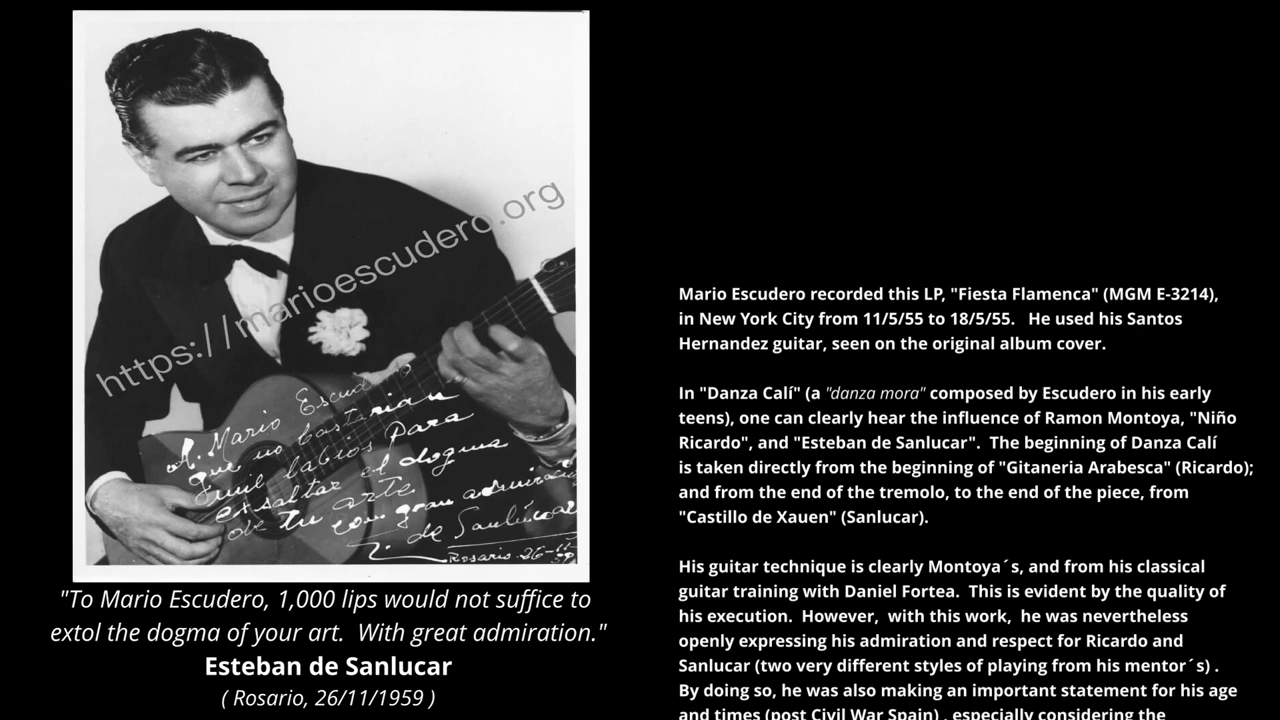 https://marioescudero.org
A. Mario Escudero
que no bastarian
mil labios para
exsaltar el dogma
de tu arte.
con gran admiración
de Sanlúcar
Rosario 26-11
59
"To Mario Escudero, 1,000 lips would not suffice to
extol the dogma of your art.  With great admiration."
Esteban de Sanlucar
( Rosario, 26/11/1959 )
Mario Escudero recorded this LP, "Fiesta Flamenca" (MGM E-3214),
in New York City from 11/5/55 to 18/5/55.   He used his Santos
Hernandez guitar, seen on the original album cover.
In "Danza Calí" (a "danza mora" composed by Escudero in his early
teens), one can clearly hear the influence of Ramon Montoya, "Niño
Ricardo", and "Esteban de Sanlucar".  The beginning of Danza Calí
is taken directly from the beginning of "Gitaneria Arabesca" (Ricardo);
and from the end of the tremolo, to the end of the piece, from
"Castillo de Xauen" (Sanlucar).
His guitar technique is clearly Montoya´s, and from his classical
guitar training with Daniel Fortea.  This is evident by the quality of
his execution.  However,  with this work,  he was nevertheless
openly expressing his admiration and respect for Ricardo and
Sanlucar (two very different styles of playing from his mentor´s) .
By doing so, he was also making an important statement for his age
and times (post Civil War Spain) , especially considering the